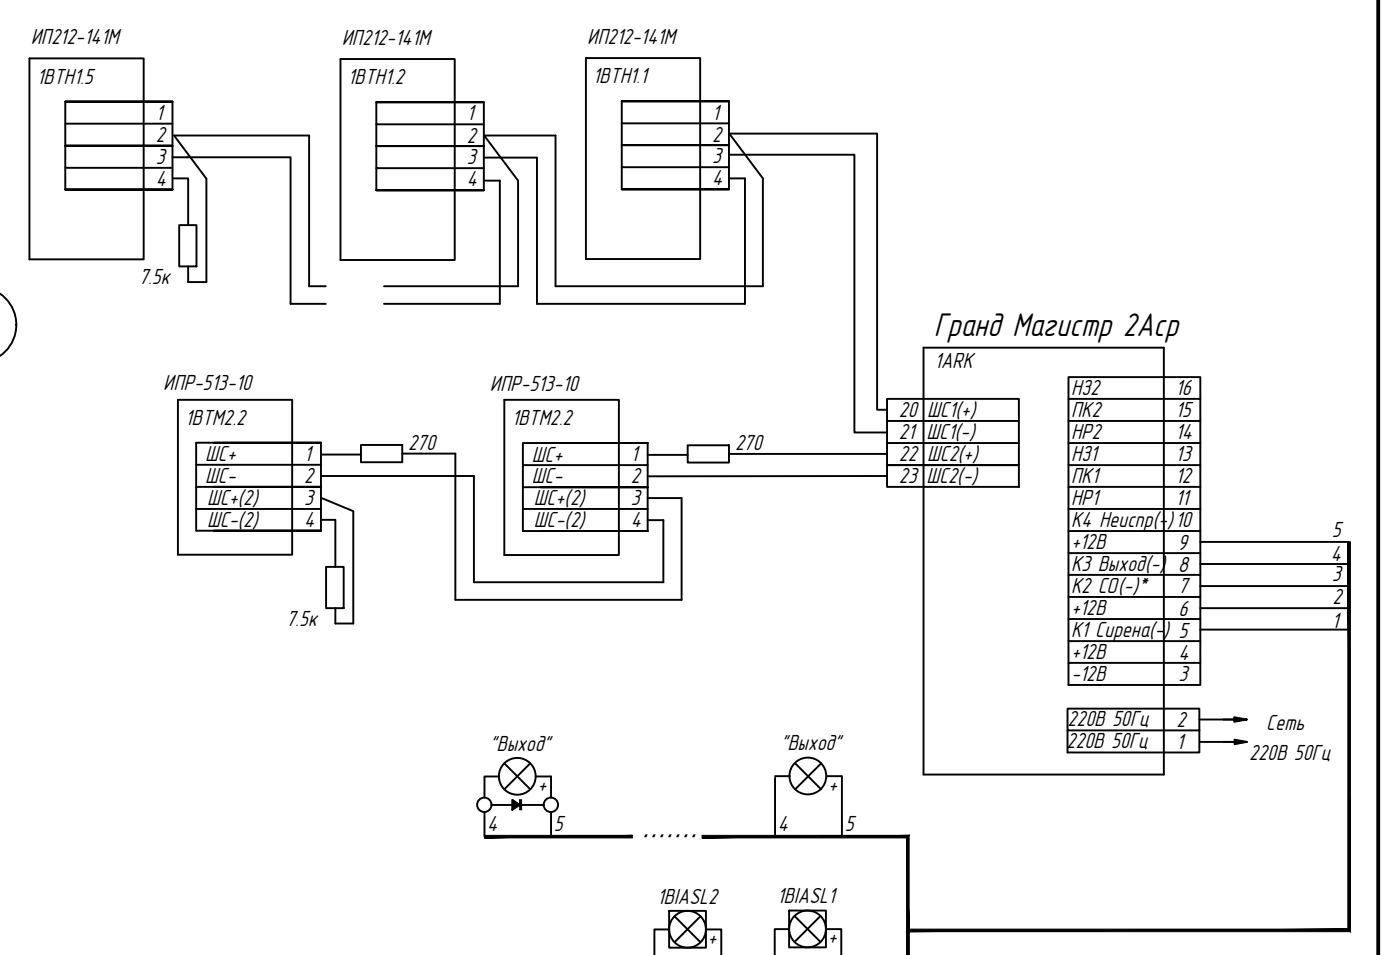 ИП212-141М
1ВТН1.5
1
2
3
4
7.5к
ИП212-141М
1ВТН1.2
1
2
3
4
ИП212-141М
1ВТН1.1
1
2
3
4
ИПР-513-10
1ВТМ2.2
ШС+ 1
ШС- 2
ШС+(2) 3
ШС-(2) 4
270
7.5к
ИПР-513-10
1ВТМ2.2
ШС+ 1
ШС- 2
ШС+(2) 3
ШС-(2) 4
270
Гранд Магистр 2Аср
1ARK
20 ШС1(+)
21 ШС1(-)
22 ШС2(+)
23 ШС2(-)
НЗ2 16
ПК2 15
НР2 14
НЗ1 13
ПК1 12
НР1 11
К4 Неиспр(-) 10
+12В 9
К3 Выход(-) 8
К2 СО(-)* 7
+12В 6
К1 Сирена(-) 5
+12В 4
-12В 3
220В 50Гц 2
220В 50Гц 1
5
4
3
2
1
Сеть
220В 50Гц
"Выход"
+
4 5
"Выход"
+
4 5
1BIASL2
+
1BIASL1
+